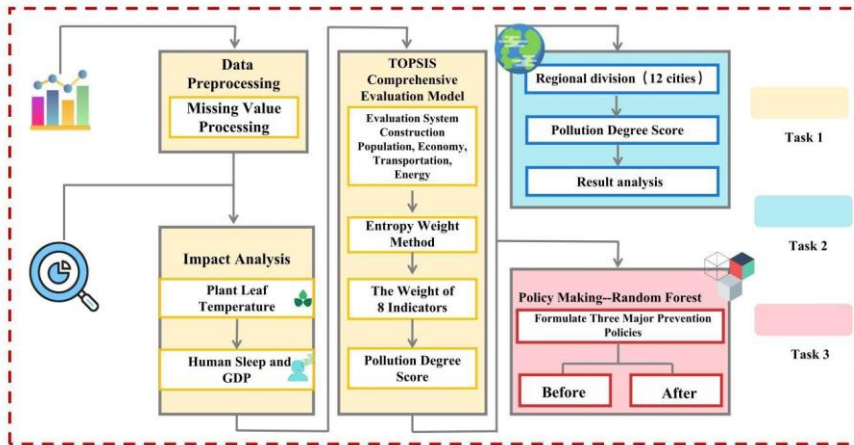 Data
Preprocessing
Missing Value
Processing
Impact Analysis
Plant Leaf
Temperature
Human Sleep and
GDP
TOPSIS
Comprehensive
Evaluation Model
Evaluation System
Construction
Population, Economy,
Transportation,
Energy
Entropy Weight
Method
The Weight of
8 Indicators
Pollution Degree
Score
Regional division（12 cities）
Pollution Degree Score
Result analysis
Policy Making--Random Forest
Formulate Three Major Prevention
Policies
Before
After
Task 1
Task 2
Task 3